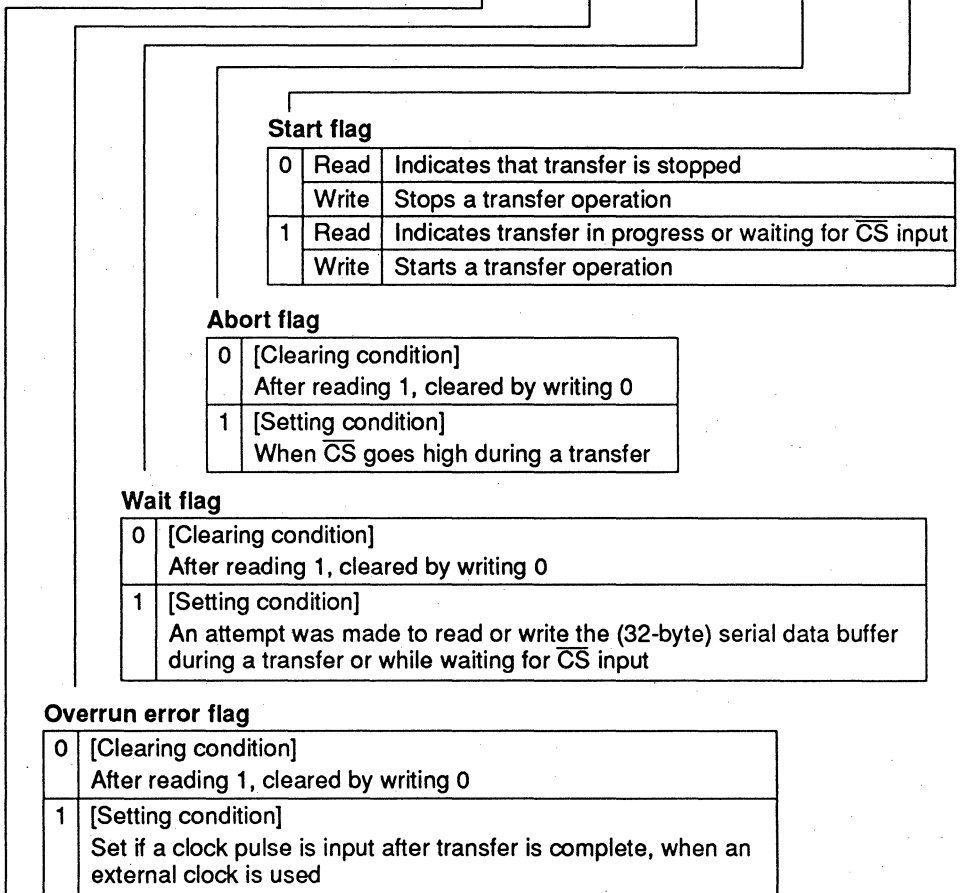 Start flag
0 Read Indicates that transfer is stopped
Write Stops a transfer operation
1 Read Indicates transfer in progress or waiting for C̅S̅ input
Write Starts a transfer operation
Abort flag
0 [Clearing condition]
After reading 1, cleared by writing 0
1 [Setting condition]
When C̅S̅ goes high during a transfer
Wait flag
0 [Clearing condition]
After reading 1, cleared by writing 0
1 [Setting condition]
An attempt was made to read or write the (32-byte) serial data buffer
during a transfer or while waiting for C̅S̅ input
Overrun error flag
0 [Clearing condition]
After reading 1, cleared by writing 0
1 [Setting condition]
Set if a clock pulse is input after transfer is complete, when an
external clock is used